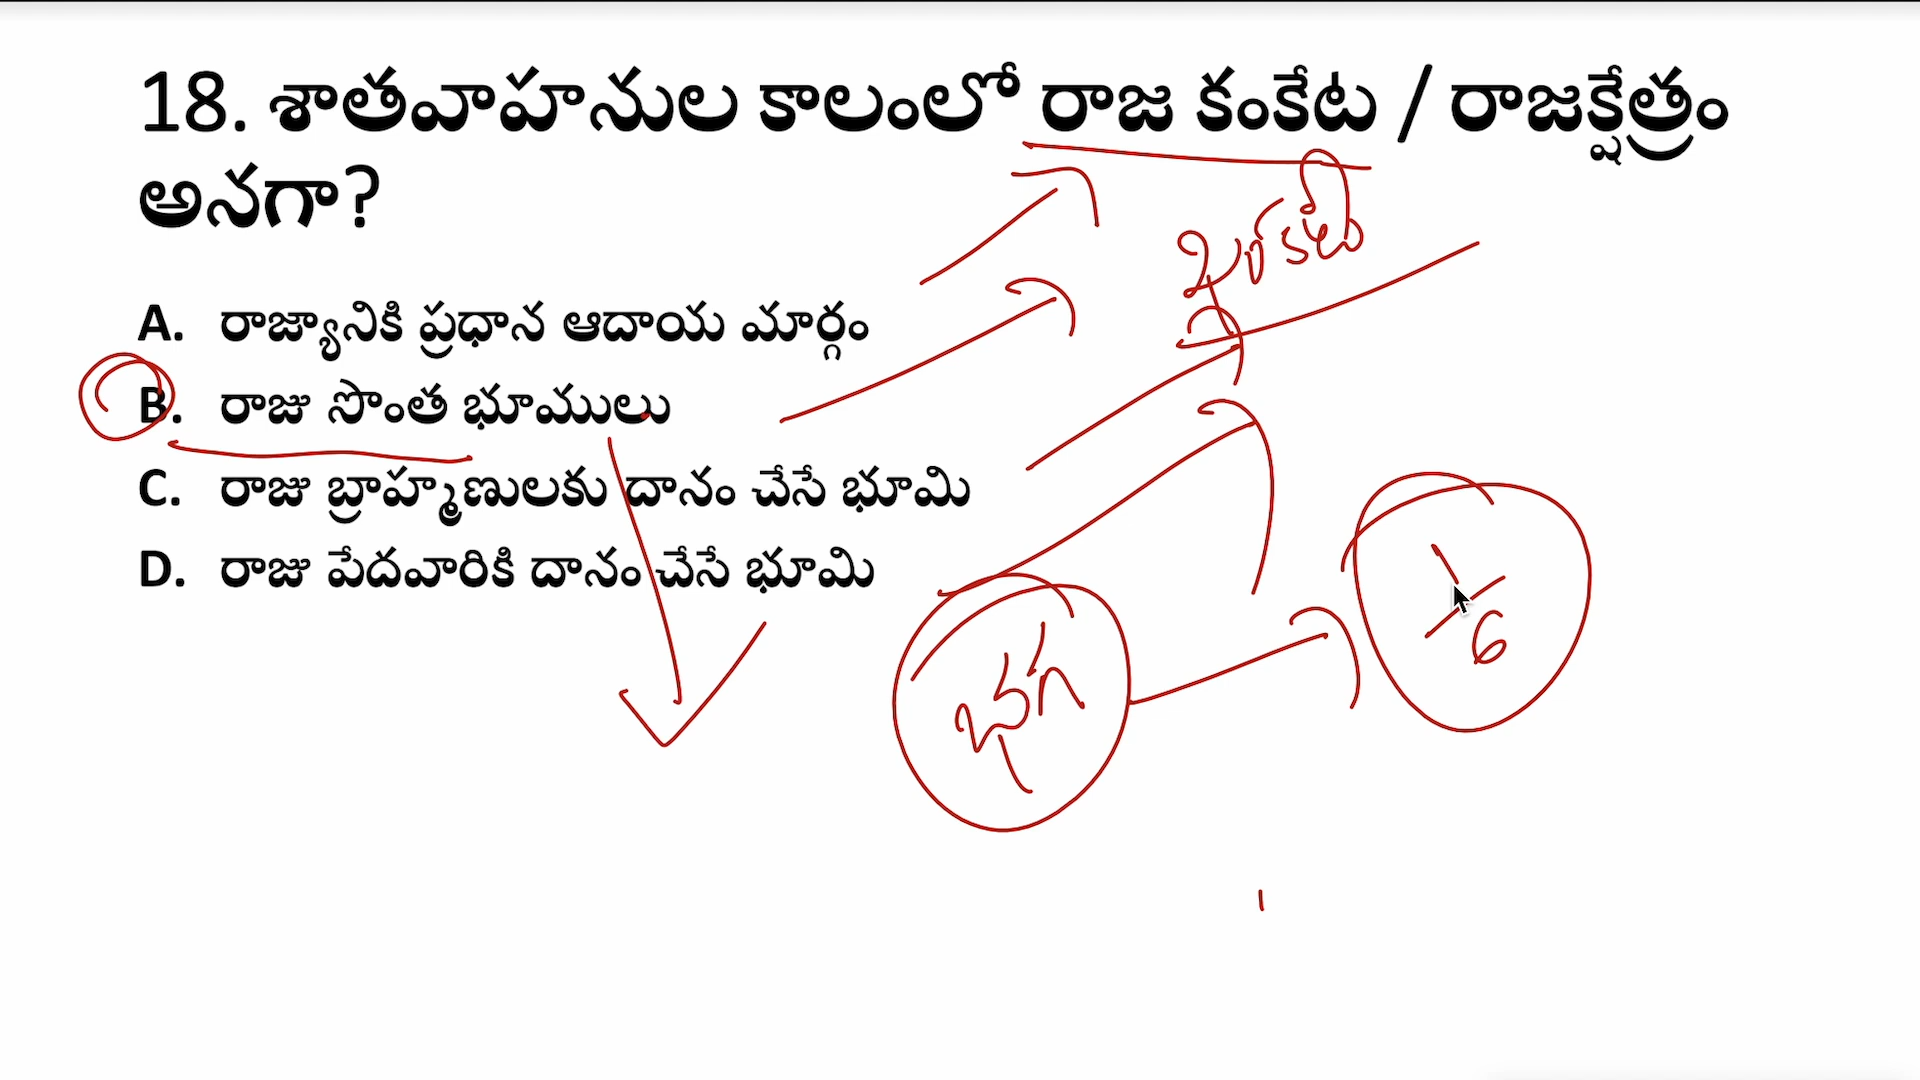 18. శాతవాహనుల కాలంలో రాజ కంకేట / రాజక్షేత్రం
అనగా?
A. రాజ్యానికి ప్రధాన ఆదాయ మార్గం
B. రాజు సొంత భూములు
C. రాజు బ్రాహ్మణులకు దానం చేసే భూమి
D. రాజు పేదవారికి దానం చేసే భూమి
1/6